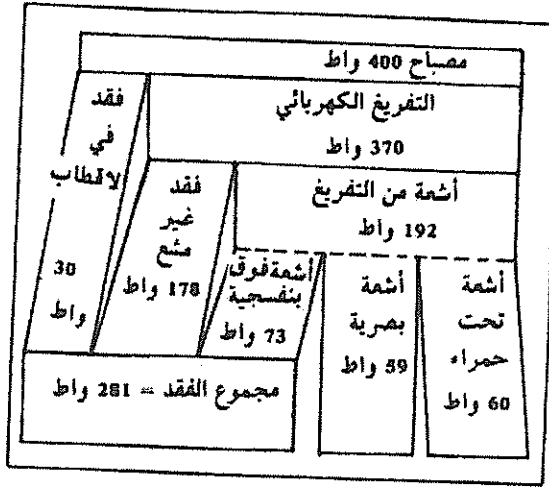 مصباح 400 واط
التفريغ الكهربائي
370 واط
فقد
في
لاقطاب
30
واط
أشعة من التفريغ
192 واط
فقد
غير
مشع
178 واط
أشعة فوق
بنفسجية
73 واط
أشعة
بصرية
59 واط
أشعة
تحت
حمراء
60 واط
مجموع الفقد = 281 واط